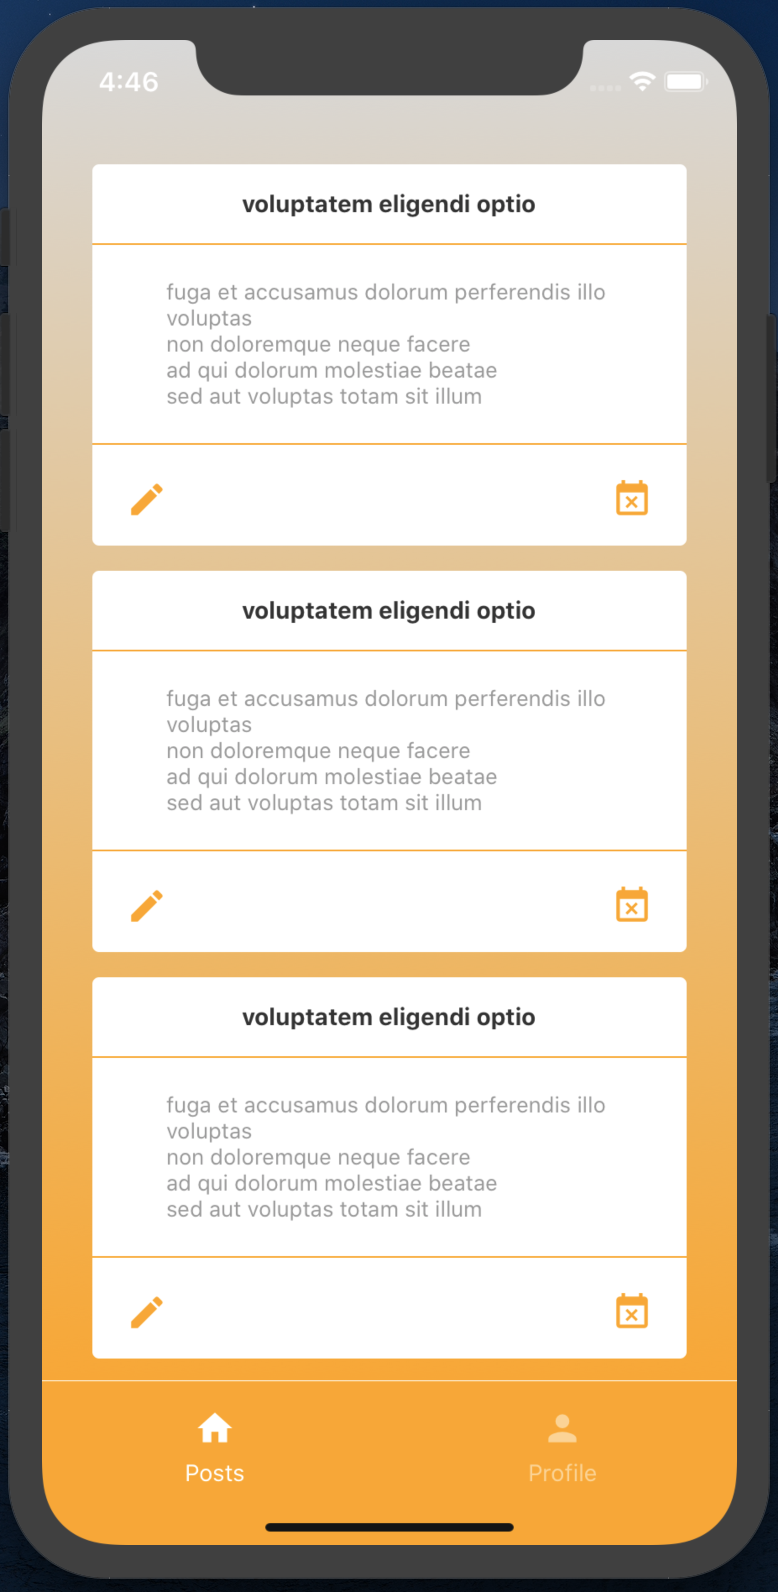 4:46
voluptatem eligendi optio
fuga et accusamus dolorum perferendis illo
voluptas
non doloremque neque facere
ad qui dolorum molestiae beatae
sed aut voluptas totam sit illum
voluptatem eligendi optio
fuga et accusamus dolorum perferendis illo
voluptas
non doloremque neque facere
ad qui dolorum molestiae beatae
sed aut voluptas totam sit illum
voluptatem eligendi optio
fuga et accusamus dolorum perferendis illo
voluptas
non doloremque neque facere
ad qui dolorum molestiae beatae
sed aut voluptas totam sit illum
Posts Profile